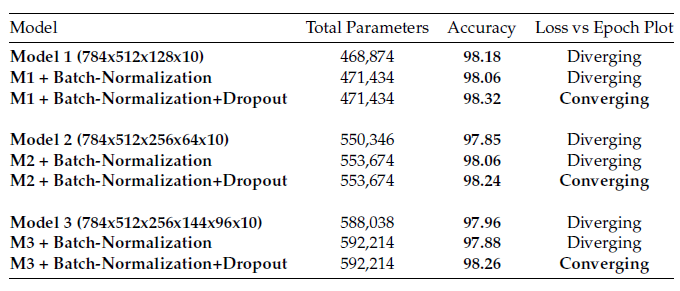 Model Total Parameters Accuracy Loss vs Epoch Plot
Model 1 (784x512x128x10) 468,874 98.18 Diverging
M1 + Batch-Normalization 471,434 98.06 Diverging
M1 + Batch-Normalization+Dropout 471,434 98.32 Converging
Model 2 (784x512x256x64x10) 550,346 97.85 Diverging
M2 + Batch-Normalization 553,674 98.06 Diverging
M2 + Batch-Normalization+Dropout 553,674 98.24 Converging
Model 3 (784x512x256x144x96x10) 588,038 97.96 Diverging
M3 + Batch-Normalization 592,214 97.88 Diverging
M3 + Batch-Normalization+Dropout 592,214 98.26 Converging